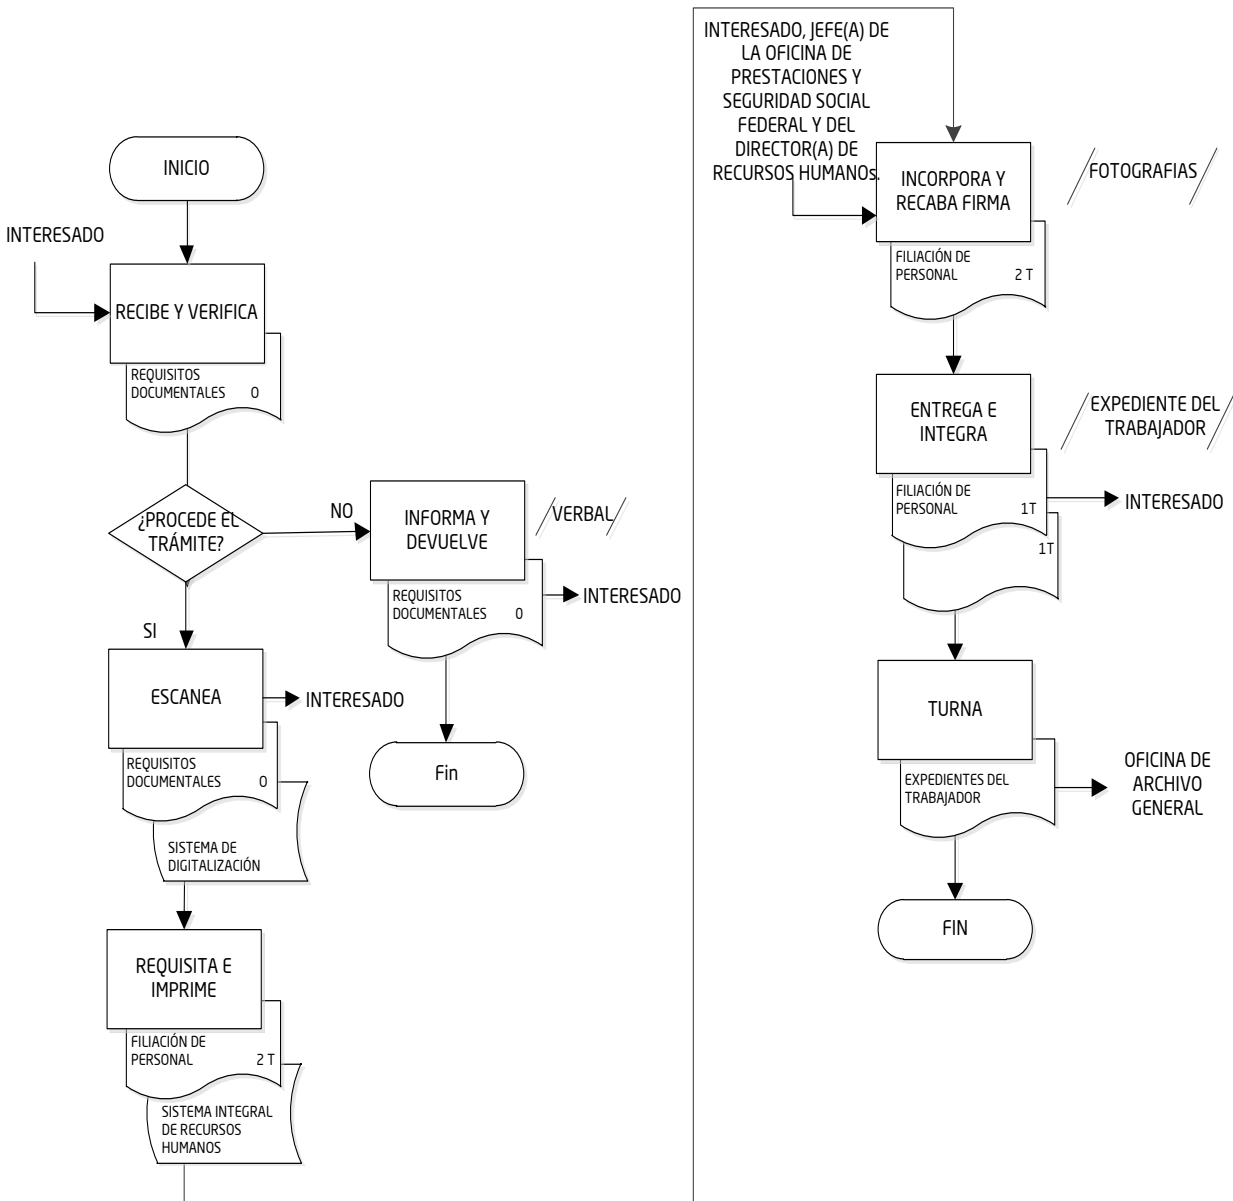 INICIO
INTERESADO
RECIBE Y VERIFICA
REQUISITOS
DOCUMENTALES 0
¿PROCEDE EL
TRÁMITE?
NO
INFORMA Y
DEVUELVE
VERBAL
REQUISITOS
DOCUMENTALES 0
INTERESADO
Fin
SI
ESCANEA
INTERESADO
REQUISITOS
DOCUMENTALES 0
SISTEMA DE
DIGITALIZACIÓN
REQUISITA E
IMPRIME
FILIACIÓN DE
PERSONAL 2 T
SISTEMA INTEGRAL
DE RECURSOS
HUMANOS
INTERESADO, JEFE(A) DE
LA OFICINA DE
PRESTACIONES Y
SEGURIDAD SOCIAL
FEDERAL Y DEL
DIRECTOR(A) DE
RECURSOS HUMANOs.
INCORPORA Y
RECABA FIRMA
FOTOGRAFIAS
FILIACIÓN DE
PERSONAL 2 T
ENTREGA E
INTEGRA
EXPEDIENTE DEL
TRABAJADOR
FILIACIÓN DE
PERSONAL 1T
INTERESADO
1T
TURNA
EXPEDIENTES DEL
TRABAJADOR
OFICINA DE
ARCHIVO
GENERAL
FIN